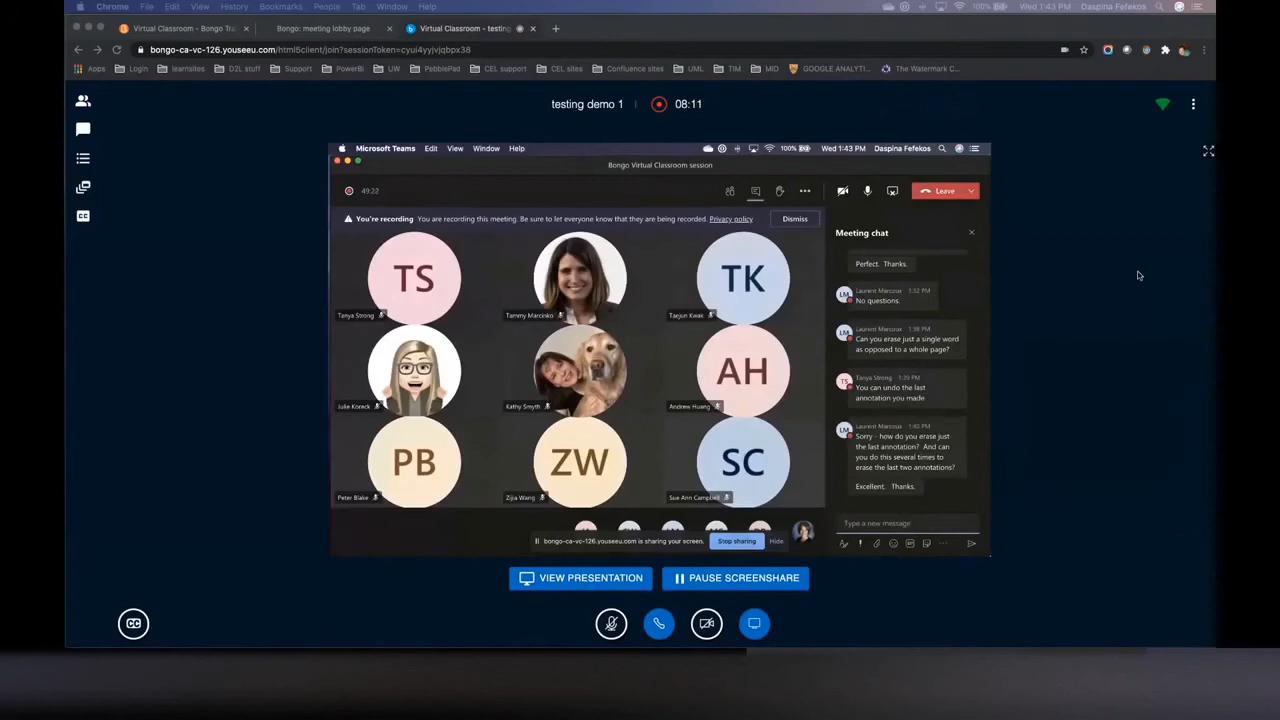 Chrome File Edit View History Bookmarks People Tab Window Help 100% Wed 1:43 PM Daspina Fefekos
Virtual Classroom - Bongo Tra Bongo: meeting lobby page Virtual Classroom - testing
bongo-ca-vc-126.youseeu.com/html5client/join?sessionToken=cyui4yyjvjqbpx38
Apps Login learnsites D2L stuff Support PowerBi UW PebblePad CEL support CEL sites Confluence sites UML TIM MID GOOGLE ANALYTI... The Watermark C...
testing demo 1 08:11
Microsoft Teams Edit View Window Help 100% Wed 1:43 PM Daspina Fefekos
Bongo Virtual Classroom session
49:22 Leave
You're recording You are recording this meeting. Be sure to let everyone know that they are being recorded. Privacy policy Dismiss
Meeting chat
Perfect. Thanks.
TS
TK
Tanya Strong
Tammy Marcinko
Taejun Kwak
Laurent Marcoux 1:32 PM
LM
No questions.
Laurent Marcoux 1:38 PM
LM
Can you erase just a single word
as opposed to a whole page?
AH
Julie Koreck
Kathy Smyth
Andrew Huang
Tanya Strong 1:39 PM
TS
You can undo the last
annotation you made
PB
ZW
SC
Peter Blake
Zijia Wang
Sue Ann Campbell
Laurent Marcoux 1:40 PM
LM
Sorry - how do you erase just
the last annotation? And can
you do this several times to
erase the last two annotations?
Excellent. Thanks.
Type a new message
bongo-ca-vc-126.youseeu.com is sharing your screen. Stop sharing Hide
VIEW PRESENTATION PAUSE SCREENSHARE
CC